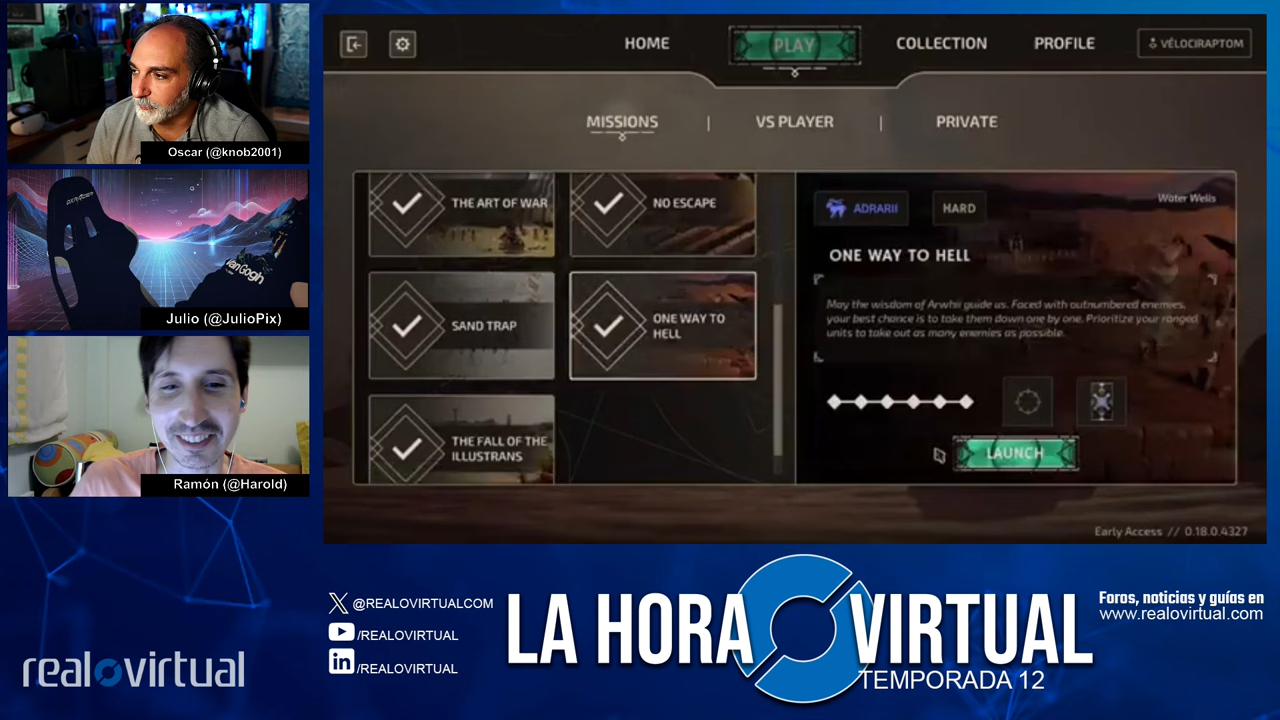 Oscar (@knob2001)
VanGogh
Julio (@JulioPix)
Ramón (@Harold)
HOME
PLAY
COLLECTION
PROFILE
VÉLOCIRAPTOM
MISSIONS
VS PLAYER
PRIVATE
THE ART OF WAR
NO ESCAPE
SAND TRAP
ONE WAY TO
HELL
THE FALL OF THE
ILLUSTRANS
ADRARII
HARD
Water Wells
ONE WAY TO HELL
May the wisdom of Arwhii guide us. Faced with outnumbered enemies,
your best chance is to take them down one by one. Prioritize your ranged
units to take out as many enemies as possible.
LAUNCH
Early Access // 0.18.0.4327
realovirtual
@REALOVIRTUALCOM
/REALOVIRTUAL
/REALOVIRTUAL
LA HORA VIRTUAL
TEMPORADA 12
Foros, noticias y guías en
www.realovirtual.com